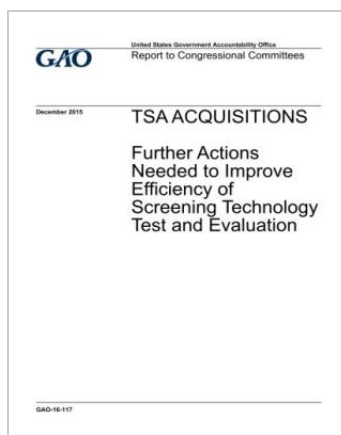 United States Government Accountability Office
GAO
Report to Congressional Committees
December 2015
TSA ACQUISITIONS
Further Actions
Needed to Improve
Efficiency of
Screening Technology
Test and Evaluation
GAO-16-117